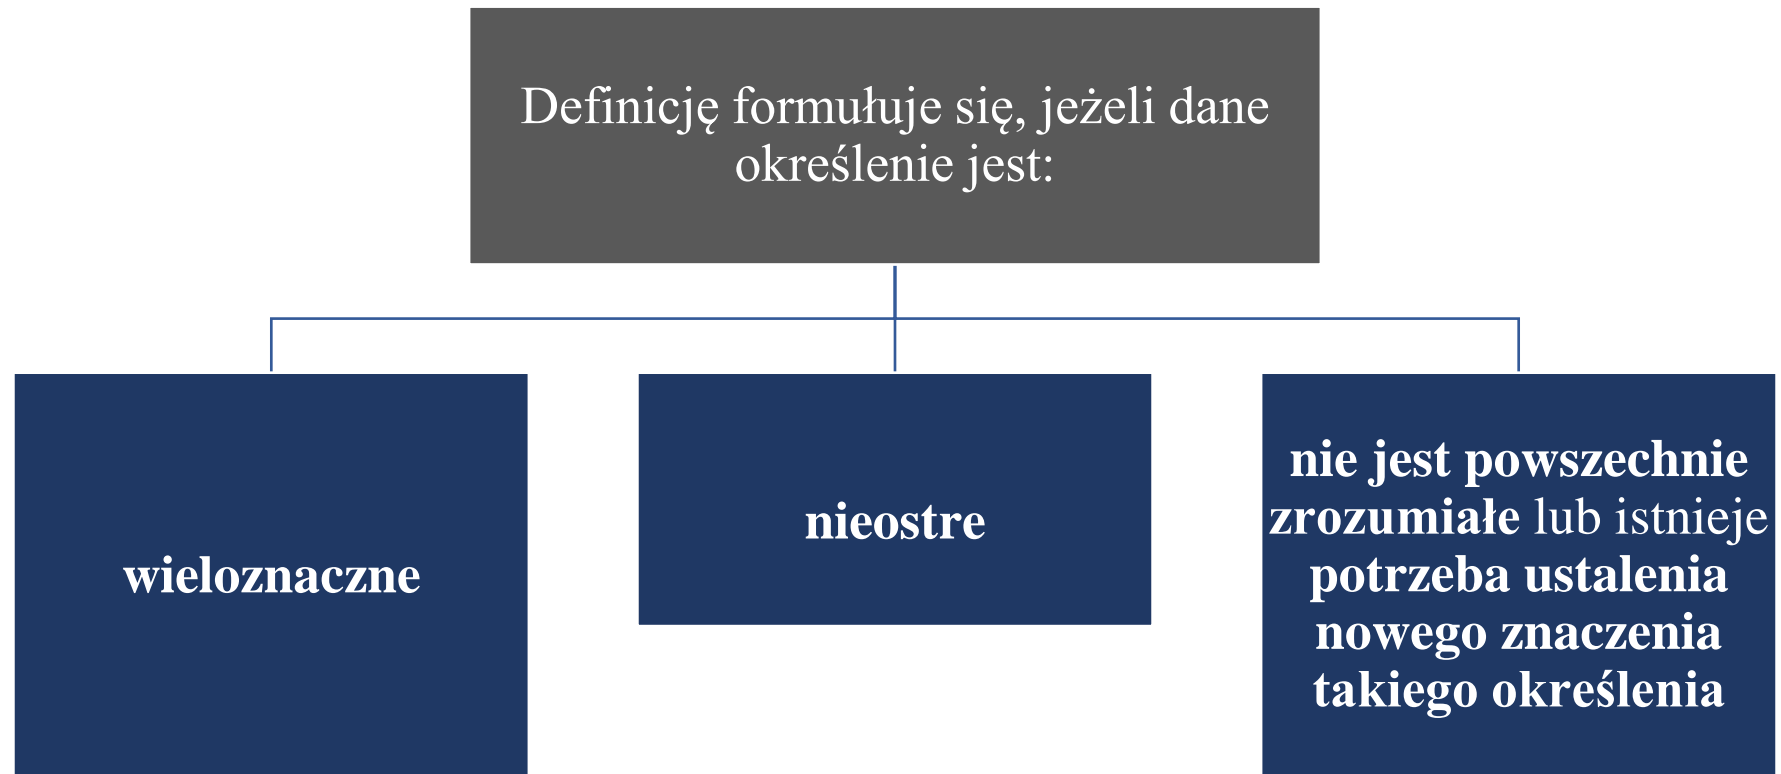 Definicję formułuje się, jeżeli dane
określenie jest:
wieloznaczne
nieostre
nie jest powszechnie
zrozumiałe lub istnieje
potrzeba ustalenia
nowego znaczenia
takiego określenia